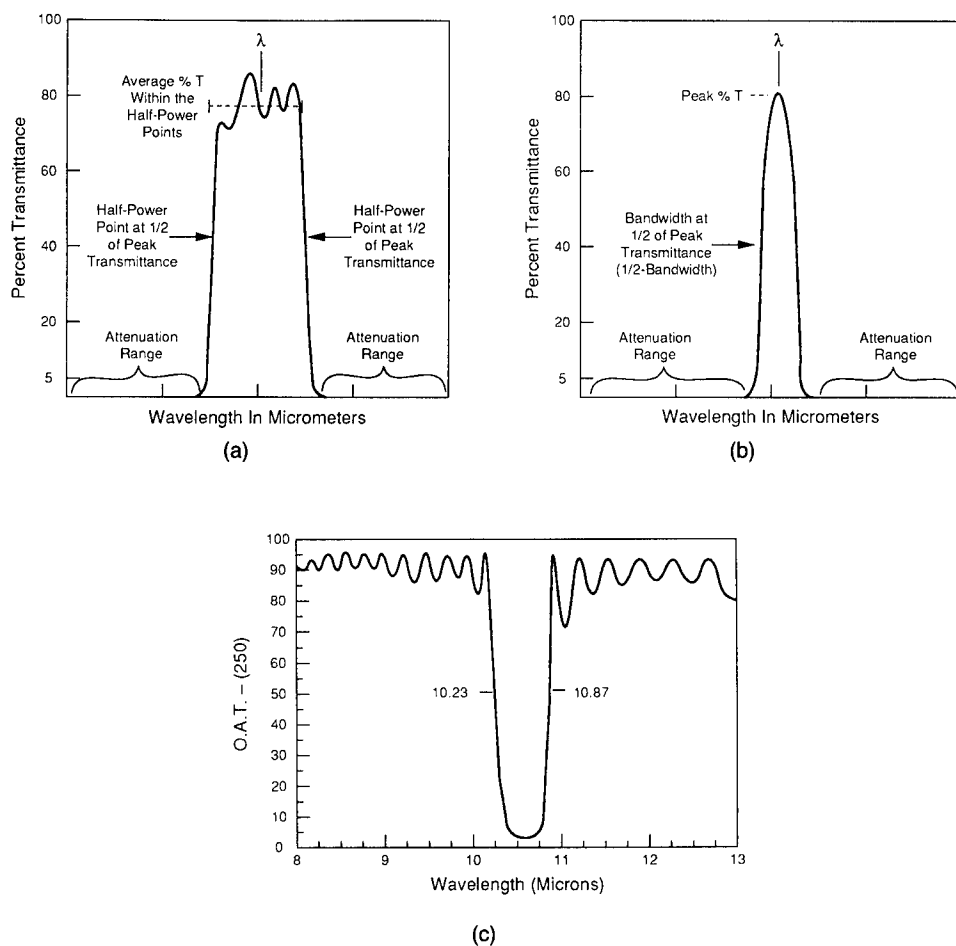 100
80
60
40
20
5
Percent Transmittance
λ
Average % T
Within the
Half-Power
Points
Half-Power
Point at 1/2
of Peak
Transmittance
Half-Power
Point at 1/2
of Peak
Transmittance
Attenuation
Range
Attenuation
Range
Wavelength In Micrometers
(a)
100
80
60
40
20
5
Percent Transmittance
λ
Peak % T
Bandwidth at
1/2 of Peak
Transmittance
(1/2-Bandwidth)
Attenuation
Range
Attenuation
Range
Wavelength In Micrometers
(b)
100
90
80
70
60
50
40
30
20
10
0
O.A.T. – (250)
10.23
10.87
8 9 10 11 12 13
Wavelength (Microns)
(c)